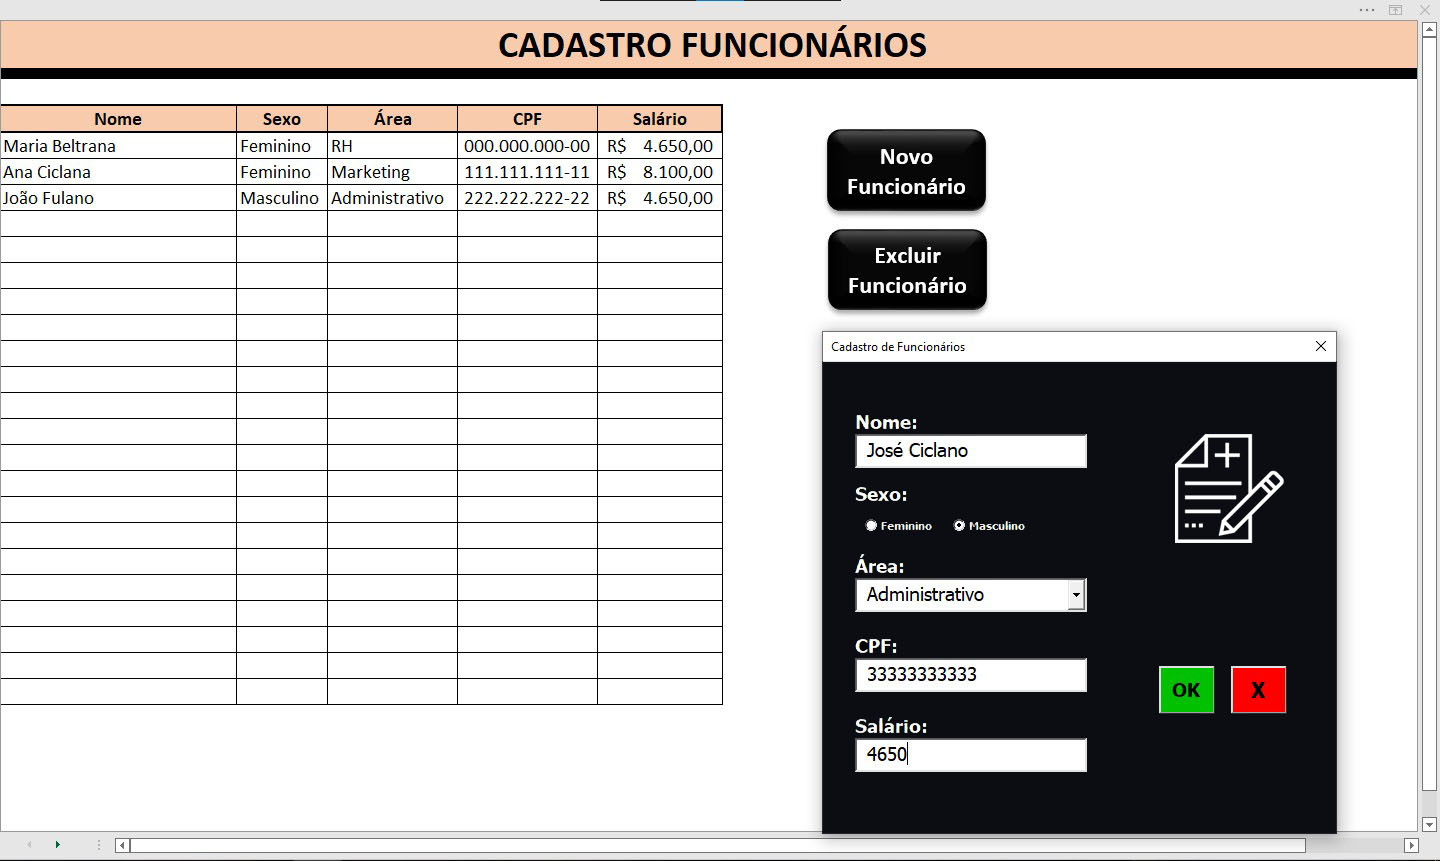 CADASTRO FUNCIONÁRIOS
Nome Sexo Área CPF Salário
Maria Beltrana Feminino RH 000.000.000-00 R$ 4.650,00
Ana Ciclana Feminino Marketing 111.111.111-11 R$ 8.100,00
João Fulano Masculino Administrativo 222.222.222-22 R$ 4.650,00
Novo
Funcionário
Excluir
Funcionário
Cadastro de Funcionários
Nome:
José Ciclano
Sexo:
Feminino Masculino
Área:
Administrativo
CPF:
33333333333
OK X
Salário:
4650